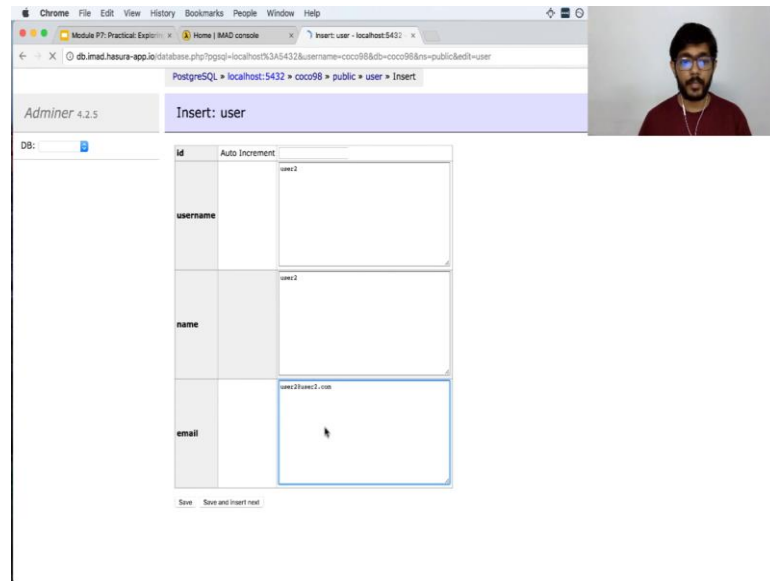 Chrome File Edit View History Bookmarks People Window Help
Module P7: Practical: Explorin
Home | IMAD console
Insert: user - localhost:5432 -
db.imad.hasura-app.io/database.php?pgsql=localhost%3A5432&username=coco98&db=coco98&ns=public&edit=user
PostgreSQL » localhost:5432 » coco98 » public » user » Insert
Adminer 4.2.5
Insert: user
DB:
id Auto Increment
username user2
name user2
email user2@user2.com
Save Save and insert next